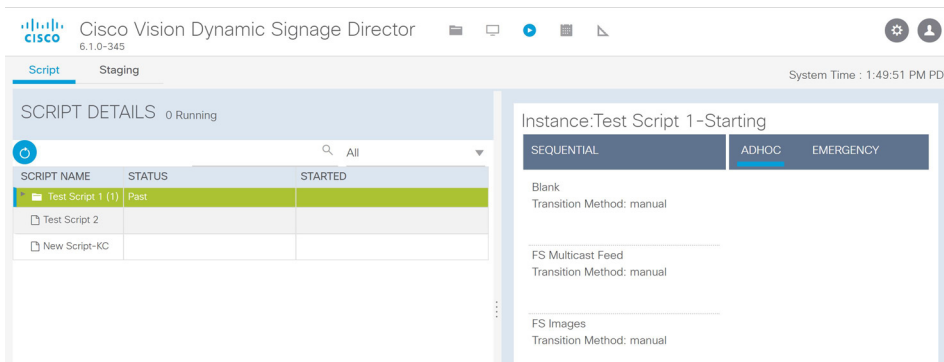 CISCO
Cisco Vision Dynamic Signage Director
6.1.0-345
Script Staging
System Time : 1:49:51 PM PD
SCRIPT DETAILS 0 Running
All
SCRIPT NAME STATUS STARTED
Test Script 1 (1) Past
Test Script 2
New Script-KC
Instance:Test Script 1-Starting
SEQUENTIAL ADHOC EMERGENCY
Blank
Transition Method: manual
FS Multicast Feed
Transition Method: manual
FS Images
Transition Method: manual